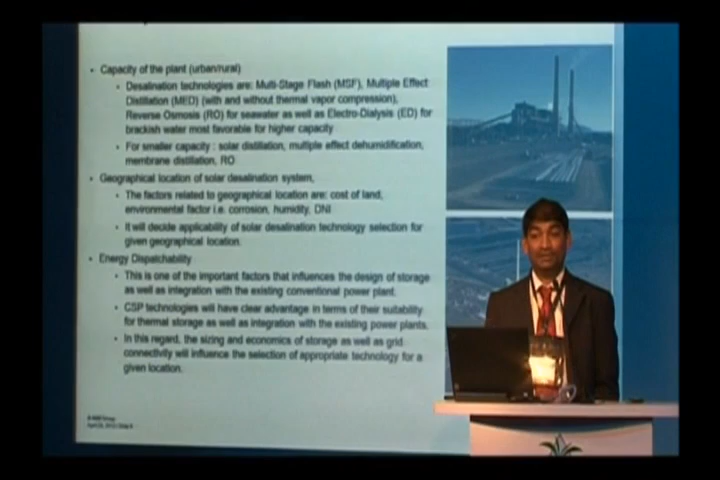 Capacity of the plant (urban/rural)
Desalination technologies are: Multi-Stage Flash (MSF), Multiple Effect
Distillation (MED) (with and without thermal vapor compression),
Reverse Osmosis (RO) for seawater as well as Electro-Dialysis (ED) for
brackish water most favorable for higher capacity
For smaller capacity : solar distillation, multiple effect dehumidification,
membrane distillation, RO
Geographical location of solar desalination system,
The factors related to geographical location are: cost of land,
environmental factor i.e. corrosion, humidity, DNI
It will decide applicability of solar desalination technology selection for
given geographical location.
Energy Dispatchability
This is one of the important factors that influences the design of storage
as well as integration with the existing conventional power plant.
CSP technologies will have clear advantage in terms of their suitability
for thermal storage as well as integration with the existing power plants.
In this regard, the sizing and economics of storage as well as grid
connectivity will influence the selection of appropriate technology for a
given location.